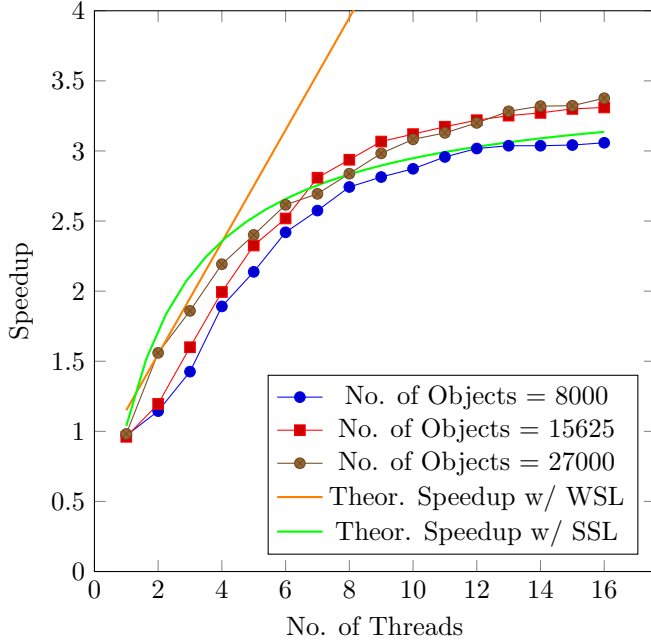 4
3.5
3
2.5
2
1.5
1
0.5
0
Speedup
0 2 4 6 8 10 12 14 16
No. of Threads
No. of Objects = 8000
No. of Objects = 15625
No. of Objects = 27000
Theor. Speedup w/ WSL
Theor. Speedup w/ SSL